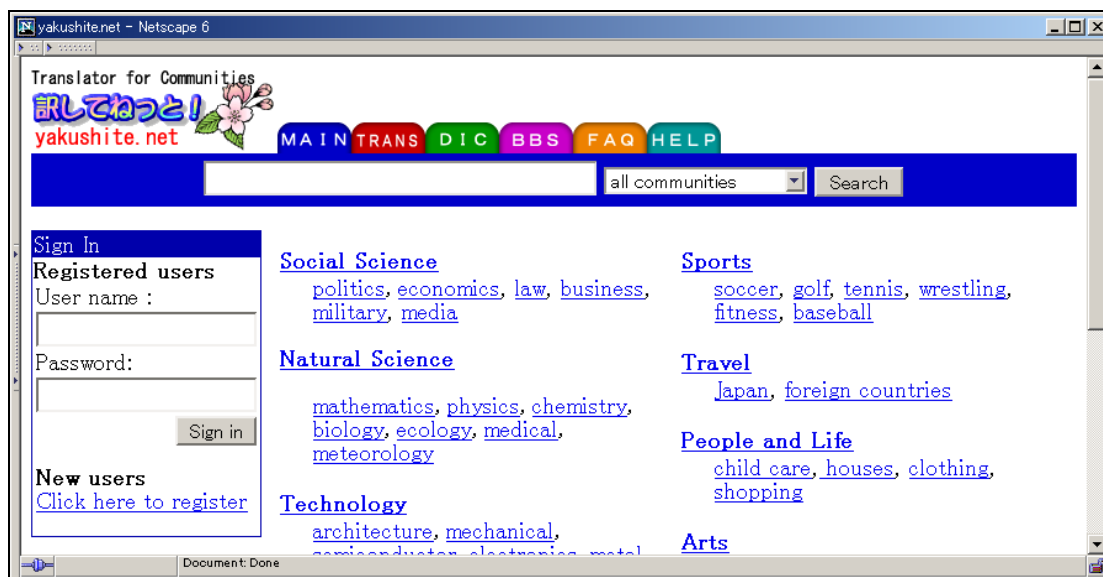 yakushite.net - Netscape 6
Translator for Communities
訳してねっと!
yakushite.net
MAIN TRANS DIC BBS FAQ HELP
all communities Search
Sign In
Registered users
User name :
Password:
Sign in
New users
Click here to register
Social Science
politics, economics, law, business,
military, media
Natural Science
mathematics, physics, chemistry,
biology, ecology, medical,
meteorology
Technology
architecture, mechanical,
semiconductor, electronics, metal
Sports
soccer, golf, tennis, wrestling,
fitness, baseball
Travel
Japan, foreign countries
People and Life
child care, houses, clothing,
shopping
Arts
Document: Done